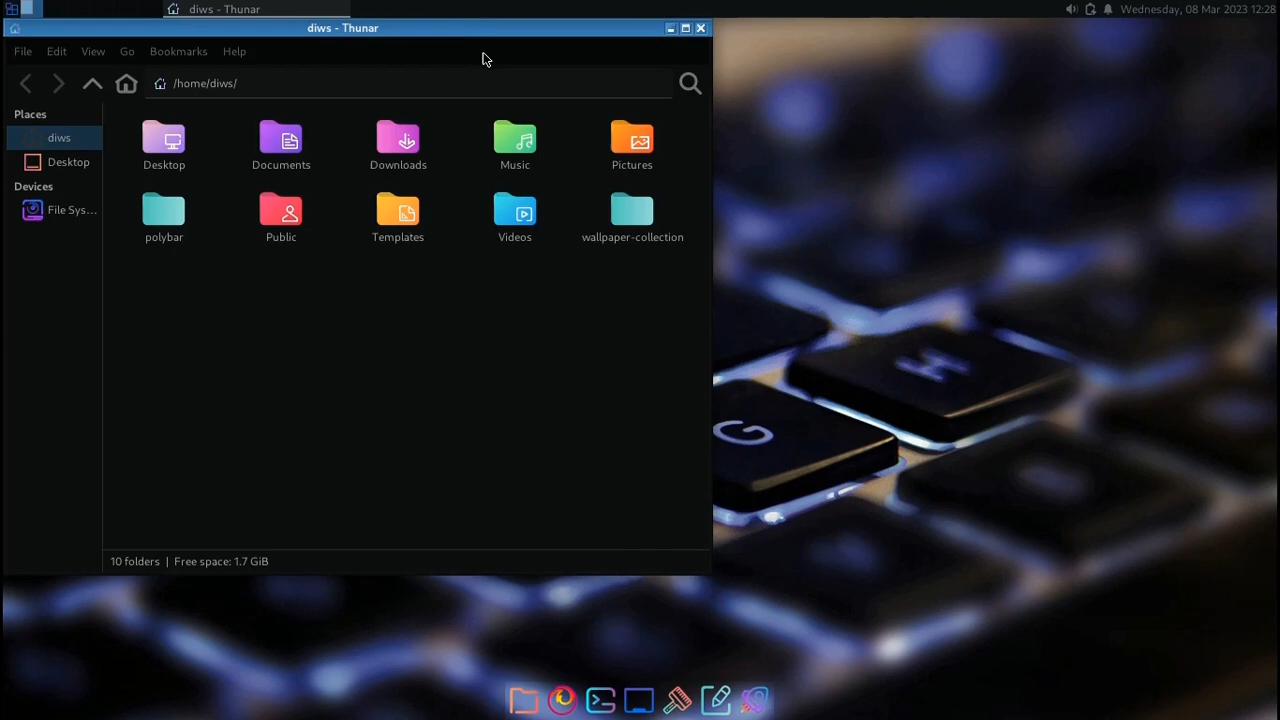 diws - Thunar
Wednesday, 08 Mar 2023 12:28
diws - Thunar
File Edit View Go Bookmarks Help
/home/diws/
Places
diws
Desktop
Devices
File Sys...
Desktop Documents Downloads Music Pictures
polybar Public Templates Videos wallpaper-collection
10 folders | Free space: 1.7 GiB
G
H